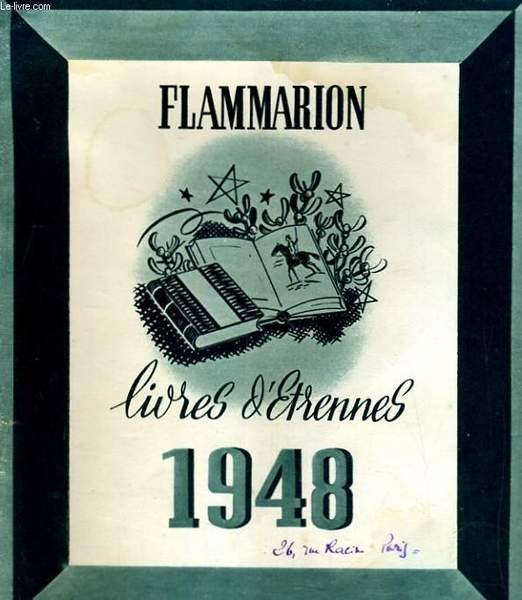 Le-livre.com
FLAMMARION
livres d'Etrennes
1948
26, rue Racine Paris